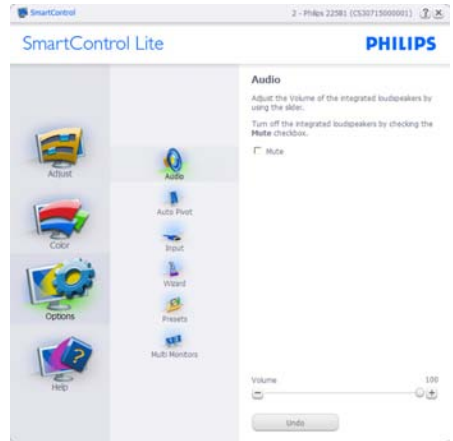 SmartControl
2 - Philips 225B1 (CS30715000001)
SmartControl Lite
PHILIPS
Adjust
Color
Options
Help
Audio
Auto Pivot
Input
Wizard
Presets
Multi Monitors
Audio
Adjust the Volume of the integrated loudspeakers by
using the slider.
Turn off the integrated loudspeakers by checking the
Mute checkbox.
Mute
Volume 100
Undo